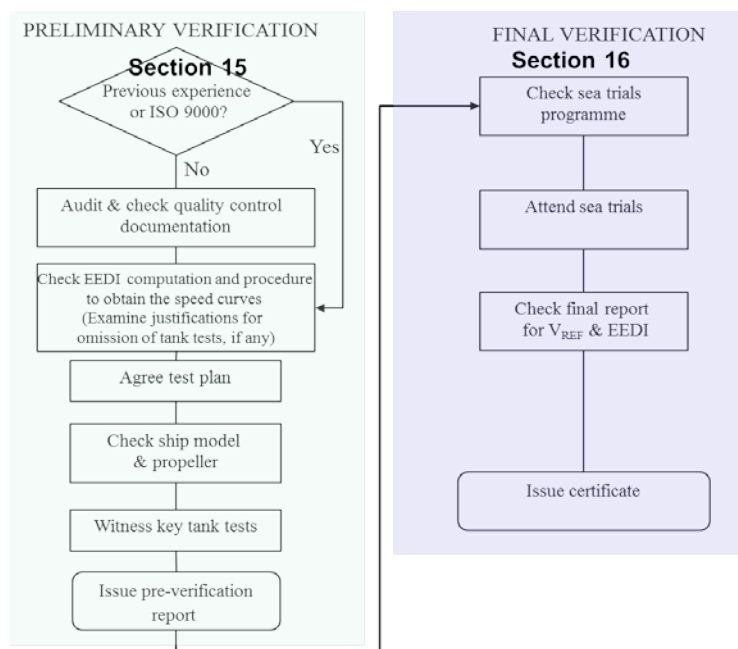 PRELIMINARY VERIFICATION
Section 15
Previous experience
or ISO 9000?
Yes
No
Audit & check quality control
documentation
Check EEDI computation and procedure
to obtain the speed curves
(Examine justifications for
omission of tank tests, if any)
Agree test plan
Check ship model
& propeller
Witness key tank tests
Issue pre-verification
report
FINAL VERIFICATION
Section 16
Check sea trials
programme
Attend sea trials
Check final report
for VREF & EEDI
Issue certificate